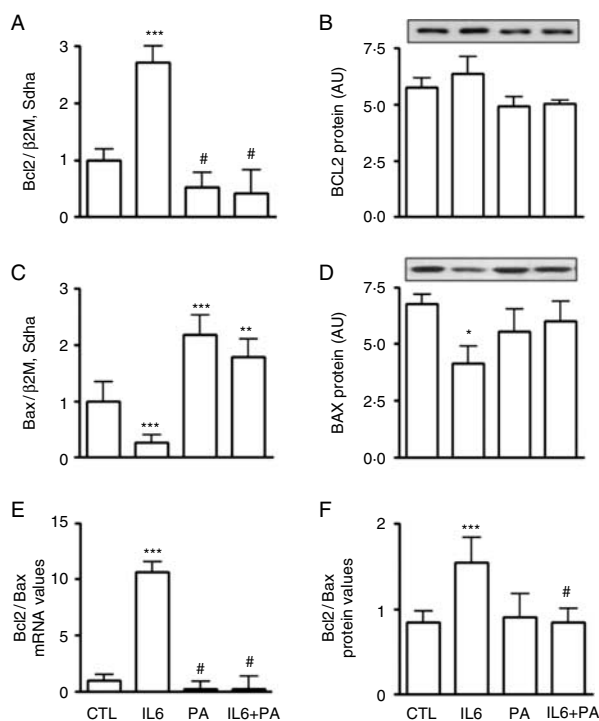 A
Bcl2/β2M, Sdha
3
2
1
0
***
#
#
B
BCL2 protein (AU)
7·5
5·0
2·5
0·0
C
Bax/β2M, Sdha
3
2
1
0
***
***
**
D
BAX protein (AU)
7·5
5·0
2·5
0·0
*
E
Bcl2/Bax
mRNA values
15
10
5
0
***
#
#
CTL IL6 PA IL6+PA
F
Bcl2/Bax
protein values
2
1
0
***
#
CTL IL6 PA IL6+PA